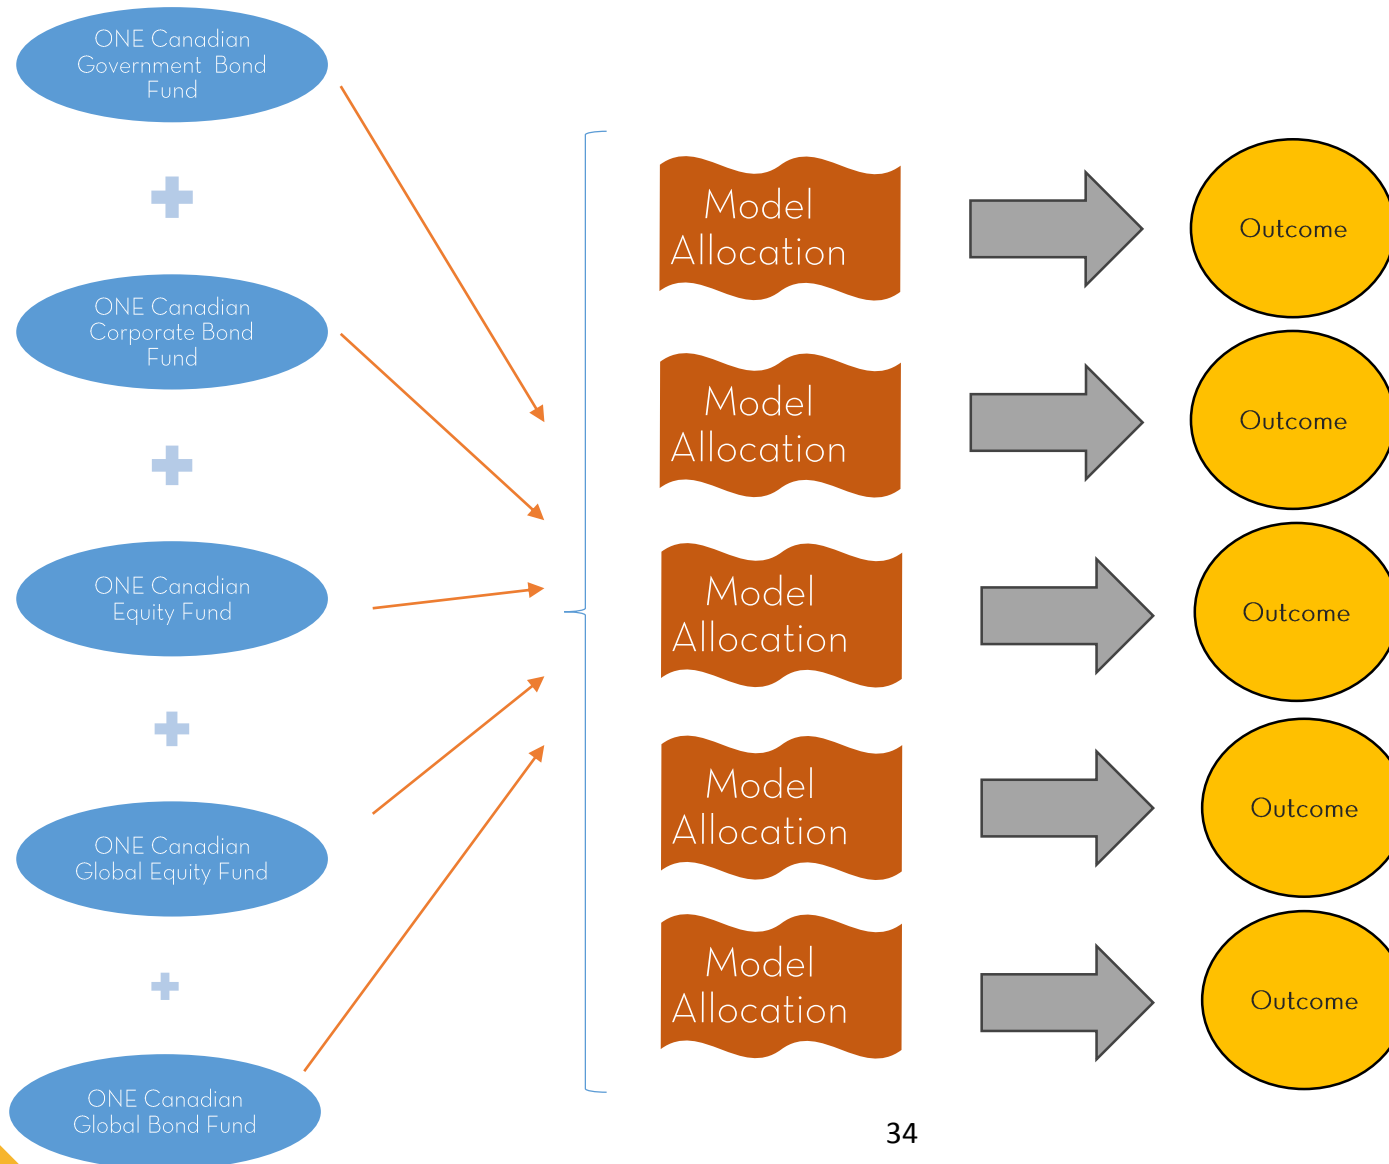 ONE Canadian
Government Bond
Fund
ONE Canadian
Corporate Bond
Fund
ONE Canadian
Equity Fund
ONE Canadian
Global Equity Fund
ONE Canadian
Global Bond Fund
Model
Allocation
Model
Allocation
Model
Allocation
Model
Allocation
Model
Allocation
Outcome
Outcome
Outcome
Outcome
Outcome
34